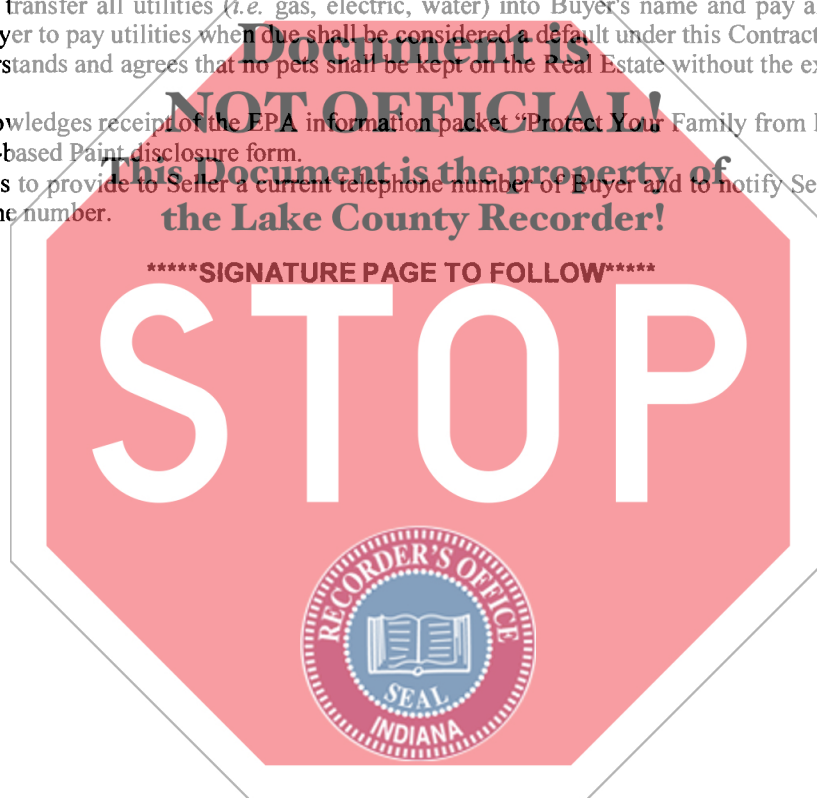 transfer all utilities (i.e. gas, electric, water) into Buyer's name and pay a
yer to pay utilities when due shall be considered a default under this Contract
rstands and agrees that no pets shall be kept on the Real Estate without the ex
owledges receipt of the EPA information packet "Protect Your Family from
-based Paint disclosure form.
s to provide to Seller a current telephone number of Buyer and to notify Se
ne number.
Document is
NOT OFFICIAL!
This Document is the property of
the Lake County Recorder!
*****SIGNATURE PAGE TO FOLLOW*****
STOP
RECORDER'S OFFICE
SEAL
INDIANA